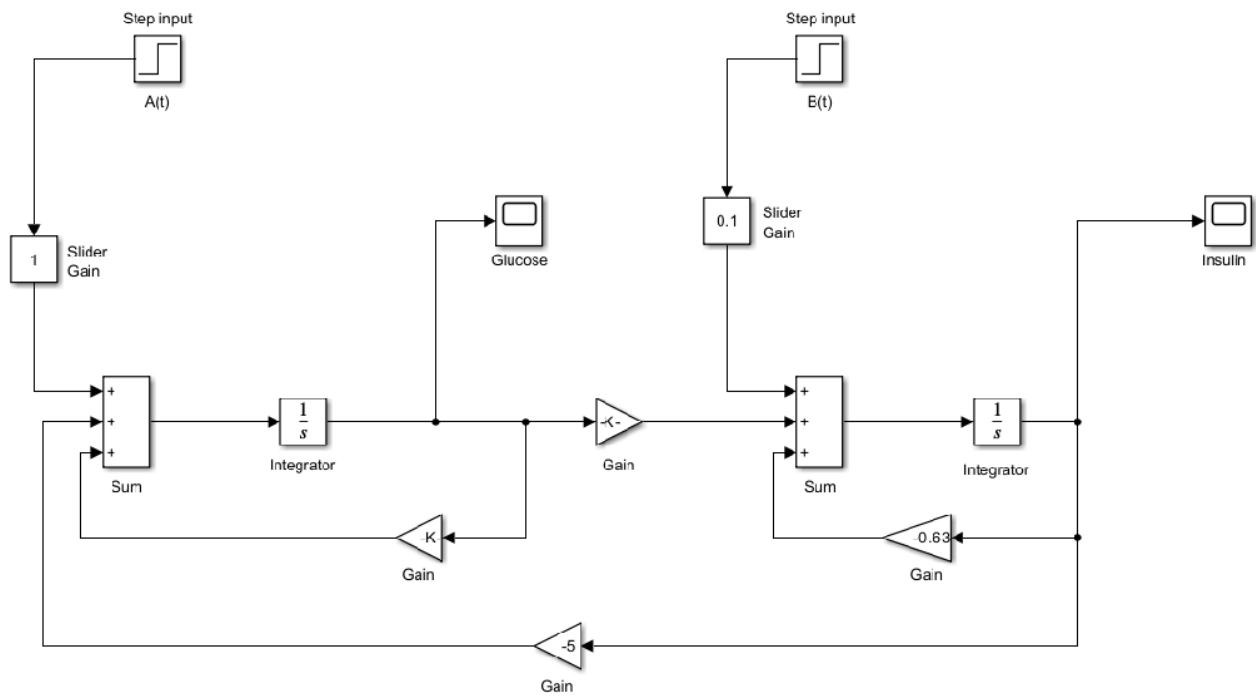 Step input
A(t)
Step input
B(t)
1
Slider
Gain
Glucose
0.1
Slider
Gain
Insulin
+
+
+
Sum
1
s
Integrator
-K-
Gain
+
+
+
Sum
1
s
Integrator
-K
Gain
-0.63
Gain
-5
Gain